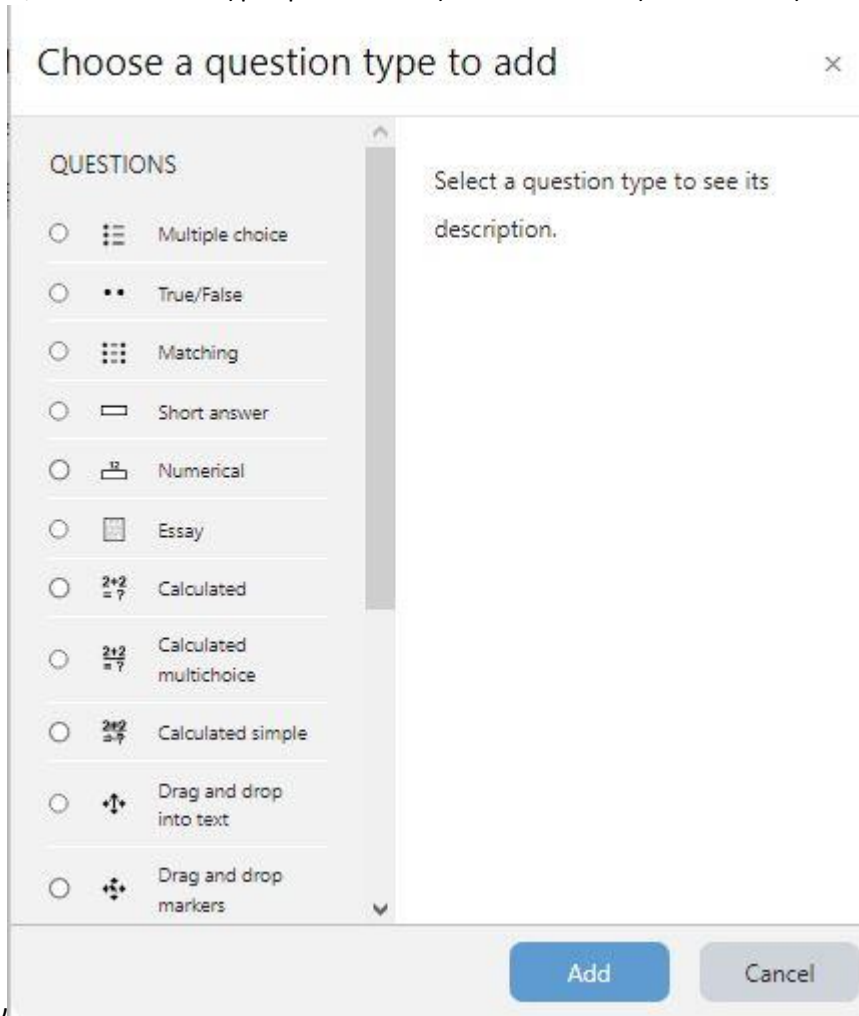 Choose a question type to add
×
QUESTIONS
Multiple choice
True/False
Matching
Short answer
12
Numerical
Essay
2+2
= ?
Calculated
2+2
= ?
Calculated
multichoice
2+2
= ?
Calculated simple
Drag and drop
into text
Drag and drop
markers
Select a question type to see its
description.
Add
Cancel